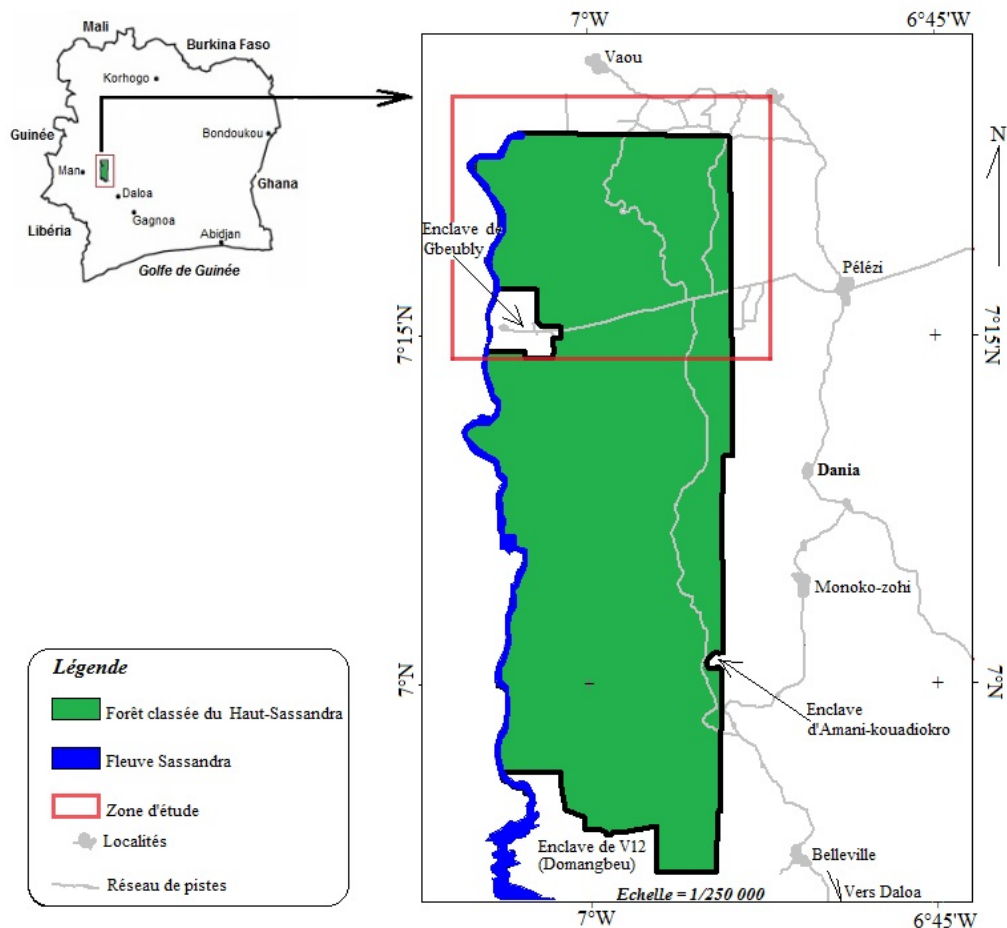 Mali
Burkina Faso
Korhogo
Guinée
Bondoukou
Man
Daloa
Ghana
Gagnoa
Libéria
Abidjan
Golfe de Guinée
7°W
6°45'W
Vaou
N
Enclave de
Gbeubly
Pélézi
7°15'N
7°15'N
Dania
Monoko-zohi
7°N
7°N
Enclave
d'Amani-kouadiokro
Enclave de V12
(Domangbeu)
Belleville
Echelle = 1/250 000
Vers Daloa
7°W
6°45'W
Légende
Forêt classée du Haut-Sassandra
Fleuve Sassandra
Zone d'étude
Localités
Réseau de pistes